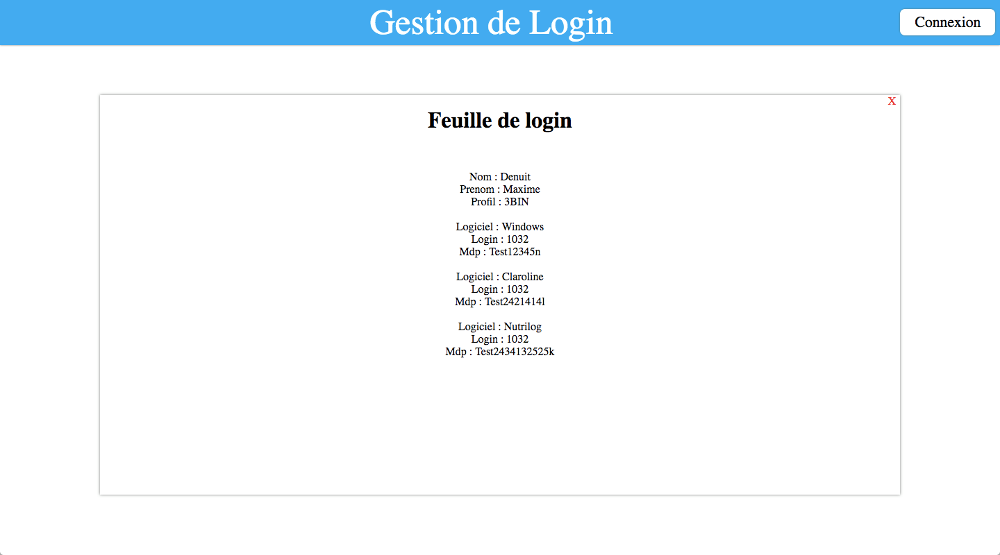 Gestion de Login
Connexion
X
Feuille de login
Nom : Denuit
Prenom : Maxime
Profil : 3BIN
Logiciel : Windows
Login : 1032
Mdp : Test12345n
Logiciel : Claroline
Login : 1032
Mdp : Test2421414l
Logiciel : Nutrilog
Login : 1032
Mdp : Test2434132525k